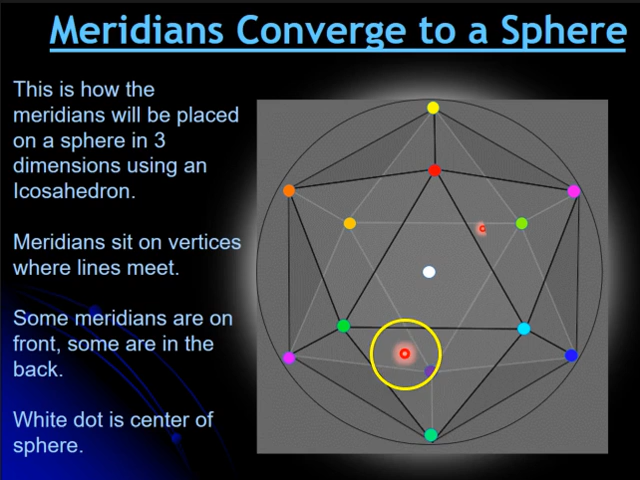 Meridians Converge to a Sphere
This is how the
meridians will be placed
on a sphere in 3
dimensions using an
Icosahedron.
Meridians sit on vertices
where lines meet.
Some meridians are on
front, some are in the
back.
White dot is center of
sphere.